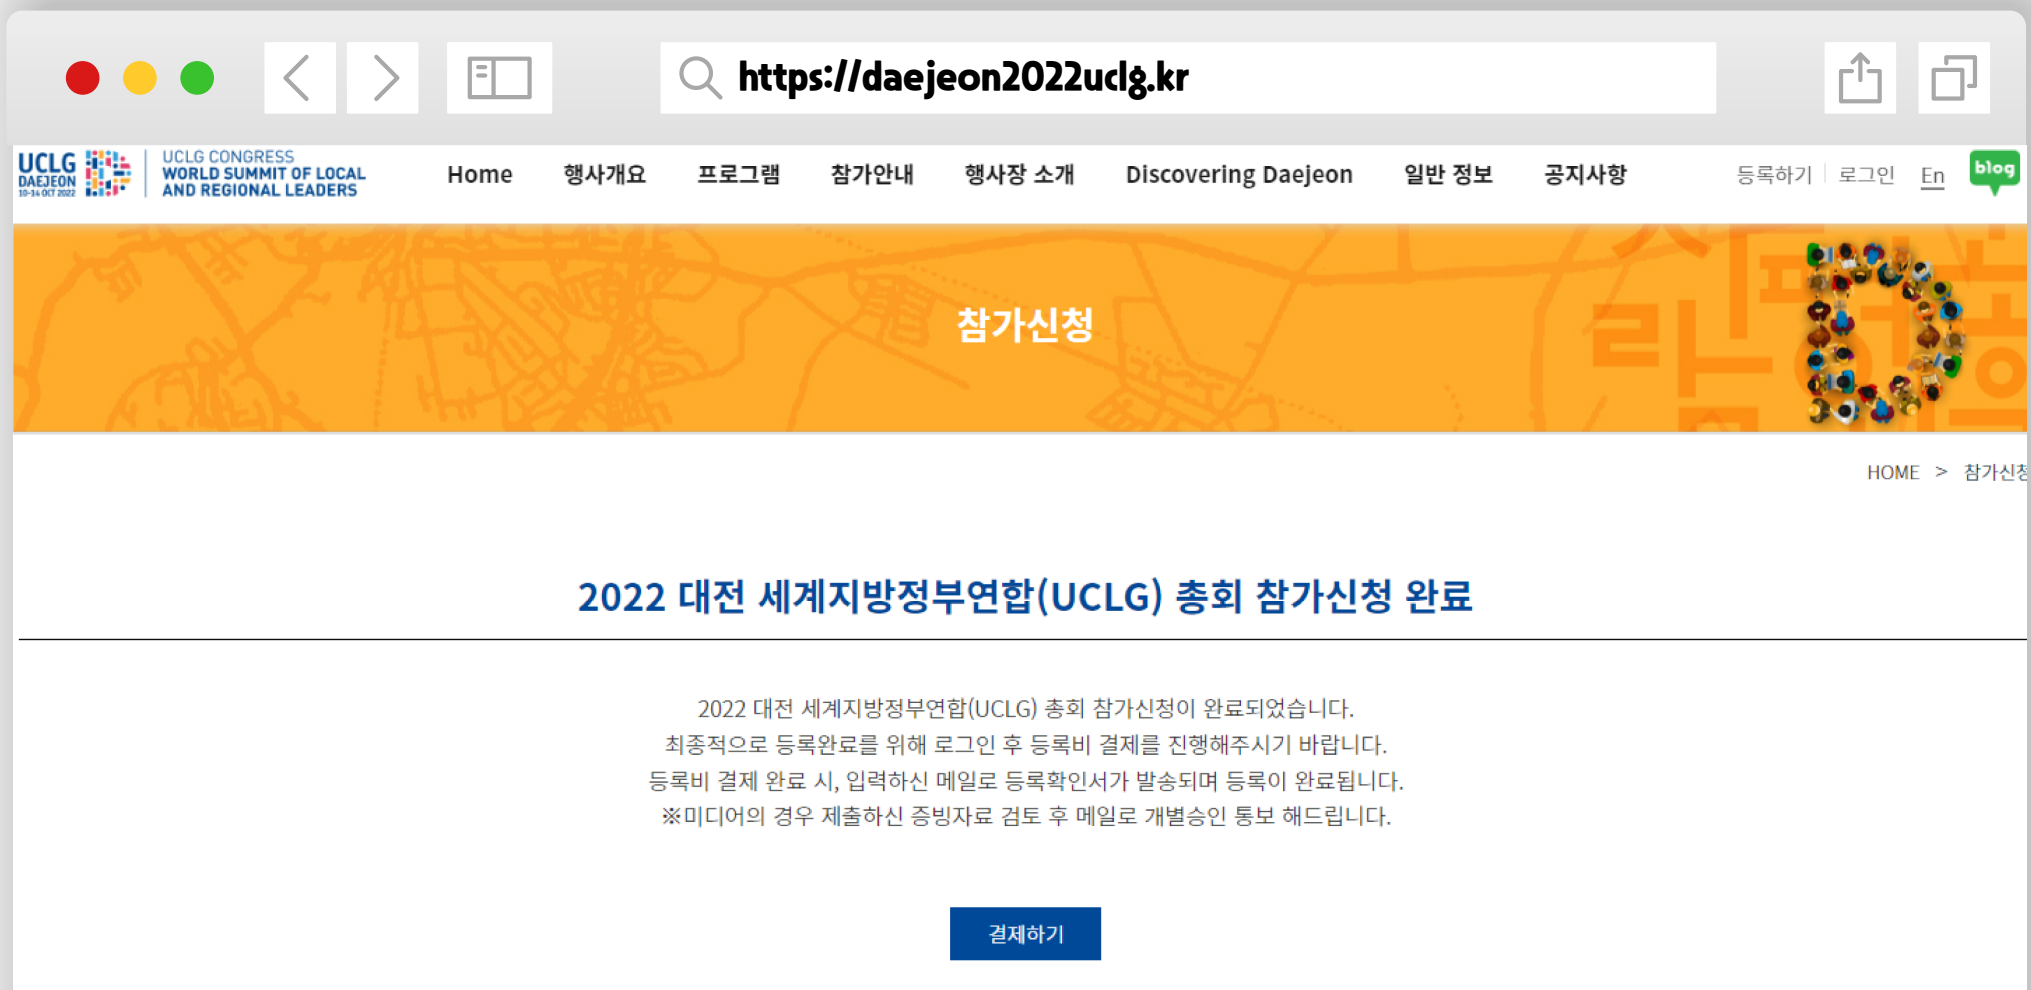 https://daejeon2022uclg.kr
UCLG
DAEJEON
10-14 OCT 2022
UCLG CONGRESS
WORLD SUMMIT OF LOCAL
AND REGIONAL LEADERS
Home 행사개요 프로그램 참가안내 행사장 소개 Discovering Daejeon 일반 정보 공지사항 등록하기 로그인 En blog
참가신청
HOME > 참가신청
2022 대전 세계지방정부연합(UCLG) 총회 참가신청 완료
2022 대전 세계지방정부연합(UCLG) 총회 참가신청이 완료되었습니다.
최종적으로 등록완료를 위해 로그인 후 등록비 결제를 진행해주시기 바랍니다.
등록비 결제 완료 시, 입력하신 메일로 등록확인서가 발송되며 등록이 완료됩니다.
※미디어의 경우 제출하신 증빙자료 검토 후 메일로 개별승인 통보 해드립니다.
결제하기